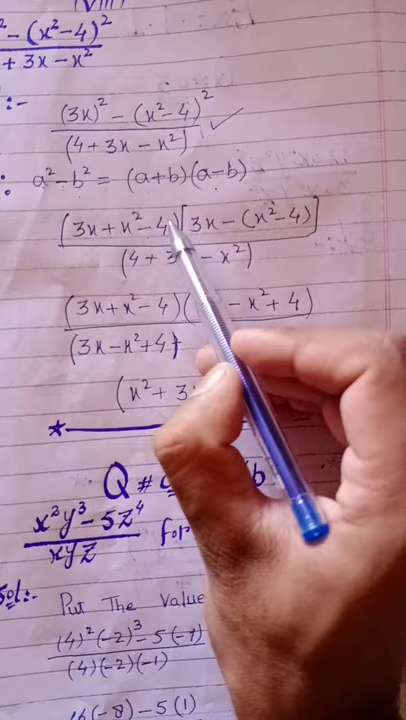 (VIII)
² - (x²-4)²
+ 3x - x²
:-
(3x)² - (x²-4)²
(4 + 3x - x²)
: a²-b² = (a+b)(a-b)
(3x + x² - 4)[3x - (x²-4)]
(4 + 3 - x²)
(3x + x² - 4)( - x² + 4)
(3x - x² + 4)
(x² + 3
Q #
x²y³ - 5z⁴ for
xyz
Sol:- Put The Value
(4)²(-2)³ - 5(-1)
(4)(-2)(-1)
16(-8) - 5(1)